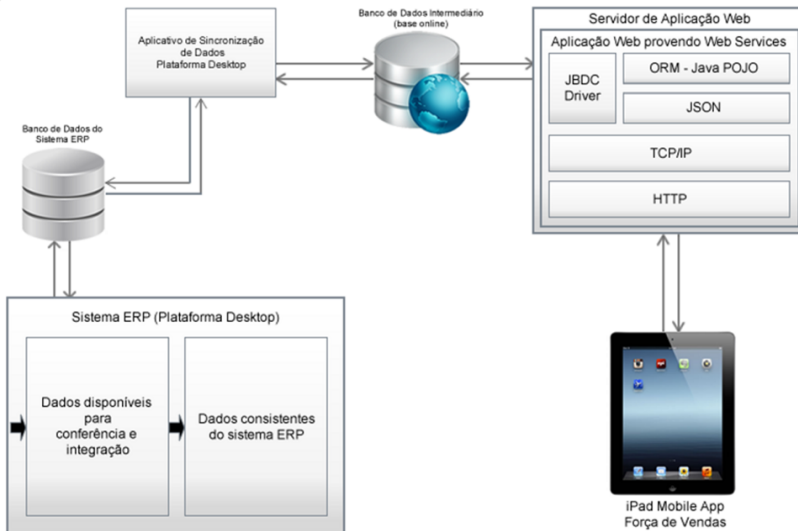 Aplicativo de Sincronização
de Dados
Plataforma Desktop
Banco de Dados Intermediário
(base online)
Servidor de Aplicação Web
Aplicação Web provendo Web Services
JBDC
Driver
ORM - Java POJO
JSON
TCP/IP
HTTP
Banco de Dados do
Sistema ERP
Sistema ERP (Plataforma Desktop)
Dados disponíveis
para
conferência e
integração
Dados consistentes
do sistema ERP
iPad Mobile App
Força de Vendas